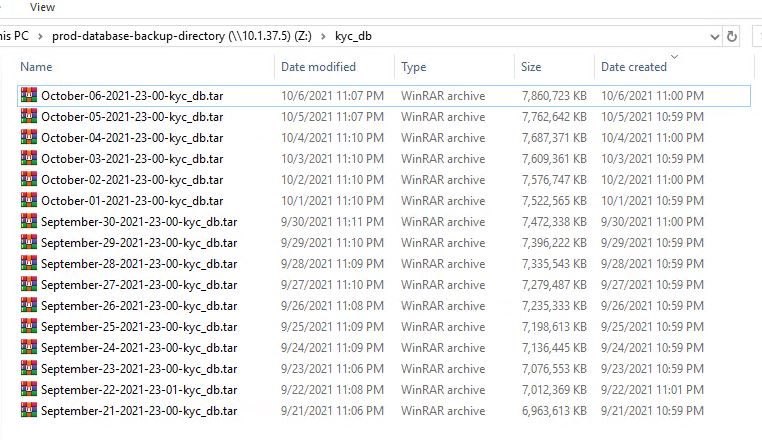 View
his PC > prod-database-backup-directory (\\10.1.37.5) (Z:) > kyc_db
Name Date modified Type Size Date created
October-06-2021-23-00-kyc_db.tar 10/6/2021 11:07 PM WinRAR archive 7,860,723 KB 10/6/2021 11:00 PM
October-05-2021-23-00-kyc_db.tar 10/5/2021 11:07 PM WinRAR archive 7,762,642 KB 10/5/2021 10:59 PM
October-04-2021-23-00-kyc_db.tar 10/4/2021 11:10 PM WinRAR archive 7,687,371 KB 10/4/2021 11:00 PM
October-03-2021-23-00-kyc_db.tar 10/3/2021 11:10 PM WinRAR archive 7,609,361 KB 10/3/2021 10:59 PM
October-02-2021-23-00-kyc_db.tar 10/2/2021 11:10 PM WinRAR archive 7,576,747 KB 10/2/2021 11:00 PM
October-01-2021-23-00-kyc_db.tar 10/1/2021 11:10 PM WinRAR archive 7,522,565 KB 10/1/2021 10:59 PM
September-30-2021-23-00-kyc_db.tar 9/30/2021 11:11 PM WinRAR archive 7,472,338 KB 9/30/2021 11:00 PM
September-29-2021-23-00-kyc_db.tar 9/29/2021 11:10 PM WinRAR archive 7,396,222 KB 9/29/2021 10:59 PM
September-28-2021-23-00-kyc_db.tar 9/28/2021 11:09 PM WinRAR archive 7,335,543 KB 9/28/2021 10:59 PM
September-27-2021-23-00-kyc_db.tar 9/27/2021 11:10 PM WinRAR archive 7,279,487 KB 9/27/2021 10:59 PM
September-26-2021-23-00-kyc_db.tar 9/26/2021 11:08 PM WinRAR archive 7,235,333 KB 9/26/2021 10:59 PM
September-25-2021-23-00-kyc_db.tar 9/25/2021 11:09 PM WinRAR archive 7,198,613 KB 9/25/2021 10:59 PM
September-24-2021-23-00-kyc_db.tar 9/24/2021 11:09 PM WinRAR archive 7,136,445 KB 9/24/2021 10:59 PM
September-23-2021-23-00-kyc_db.tar 9/23/2021 11:06 PM WinRAR archive 7,076,553 KB 9/23/2021 10:59 PM
September-22-2021-23-01-kyc_db.tar 9/22/2021 11:08 PM WinRAR archive 7,012,369 KB 9/22/2021 11:01 PM
September-21-2021-23-00-kyc_db.tar 9/21/2021 11:06 PM WinRAR archive 6,963,613 KB 9/21/2021 10:59 PM